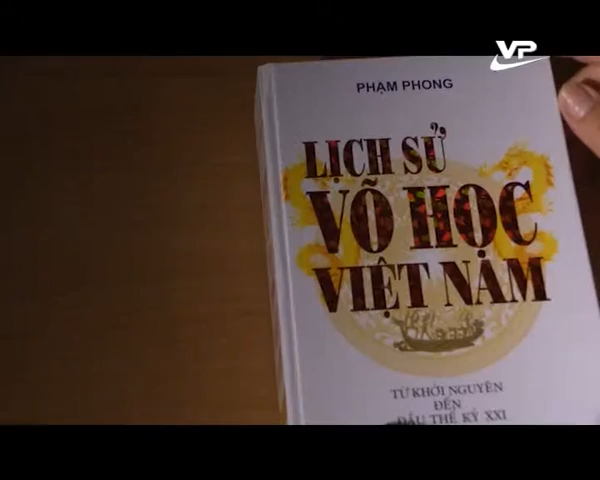 VP
PHẠM PHONG
LỊCH SỬ
VÕ HỌC
VIỆT NAM
TỪ KHỞI NGUYÊN
ĐẾN
ĐẦU THẾ KỶ XXI